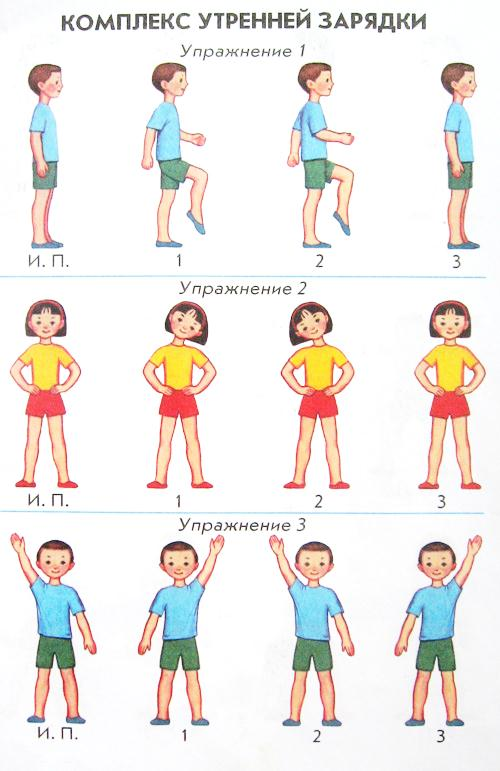 КОМПЛЕКС УТРЕННЕЙ ЗАРЯДКИ
Упражнение 1
И. П. 1 2 3
Упражнение 2
И. П. 1 2 3
Упражнение 3
И. П. 1 2 3